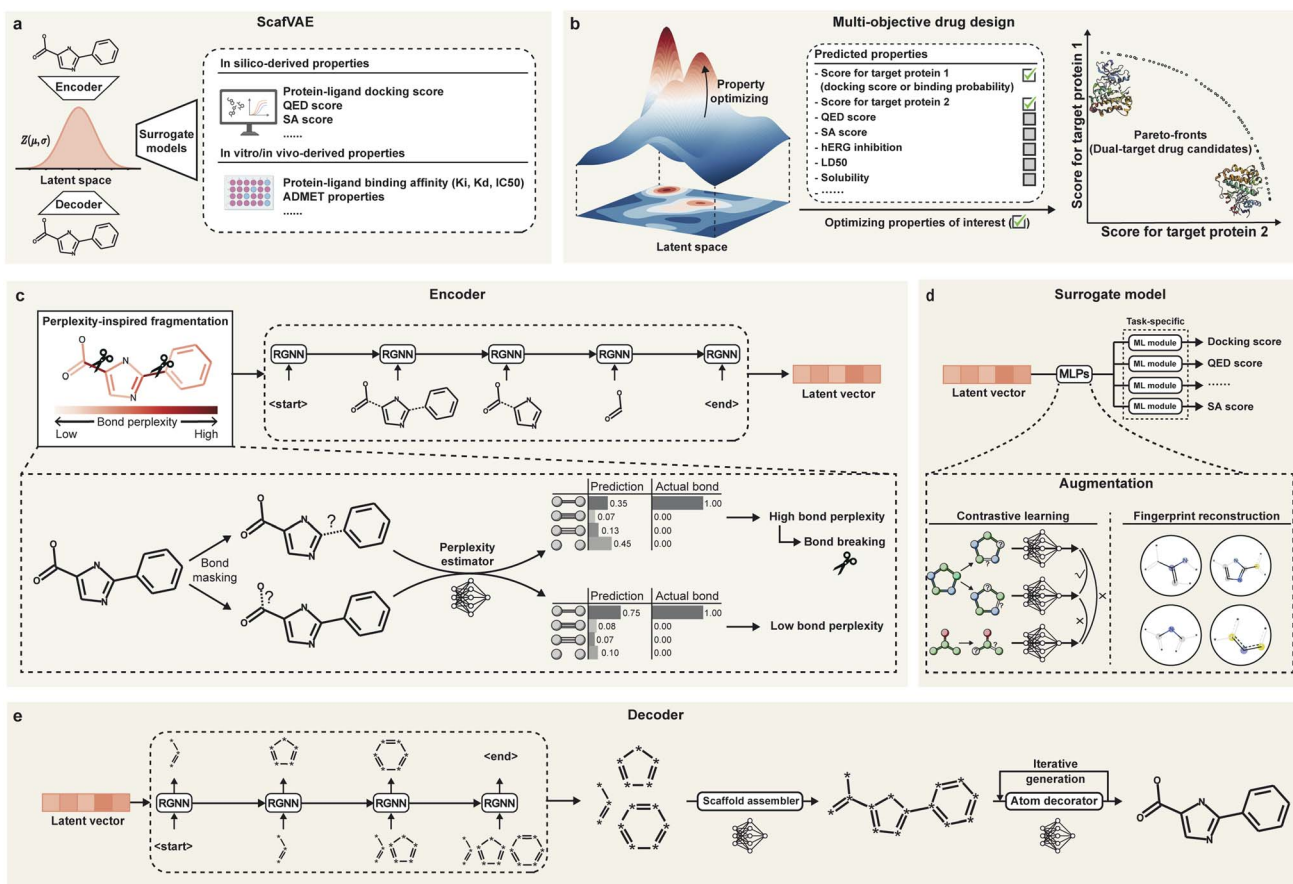 a
ScafVAE
Encoder
Z(μ, σ)
Latent space
Decoder
Surrogate
models
In silico-derived properties
Protein-ligand docking score
QED score
SA score
......
In vitro/in vivo-derived properties
Protein-ligand binding affinity (Ki, Kd, IC50)
ADMET properties
......
b
Multi-objective drug design
Property
optimizing
Latent space
Predicted properties
- Score for target protein 1
(docking score or binding probability)
- Score for target protein 2
- QED score
- SA score
- hERG inhibition
- LD50
- Solubility
- ......
Optimizing properties of interest (☑)
Score for target protein 1
Pareto-fronts
(Dual-target drug candidates)
Score for target protein 2
c
Encoder
Perplexity-inspired fragmentation
O
O
N
N
Bond perplexity
Low
High
RGNN
RGNN
RGNN
RGNN
RGNN
<start>
<end>
Latent vector
Bond
masking
?
?
Perplexity
estimator
Prediction
Actual bond
0.35
1.00
0.07
0.00
0.13
0.00
0.45
0.00
High bond perplexity
Bond breaking
Prediction
Actual bond
0.75
1.00
0.08
0.00
0.07
0.00
0.10
0.00
Low bond perplexity
d
Surrogate model
Latent vector
MLPs
Task-specific
ML module
Docking score
ML module
QED score
ML module
......
ML module
SA score
Augmentation
Contrastive learning
Fingerprint reconstruction
e
Decoder
Latent vector
<end>
RGNN
RGNN
RGNN
RGNN
<start>
Scaffold assembler
Iterative
generation
Atom decorator